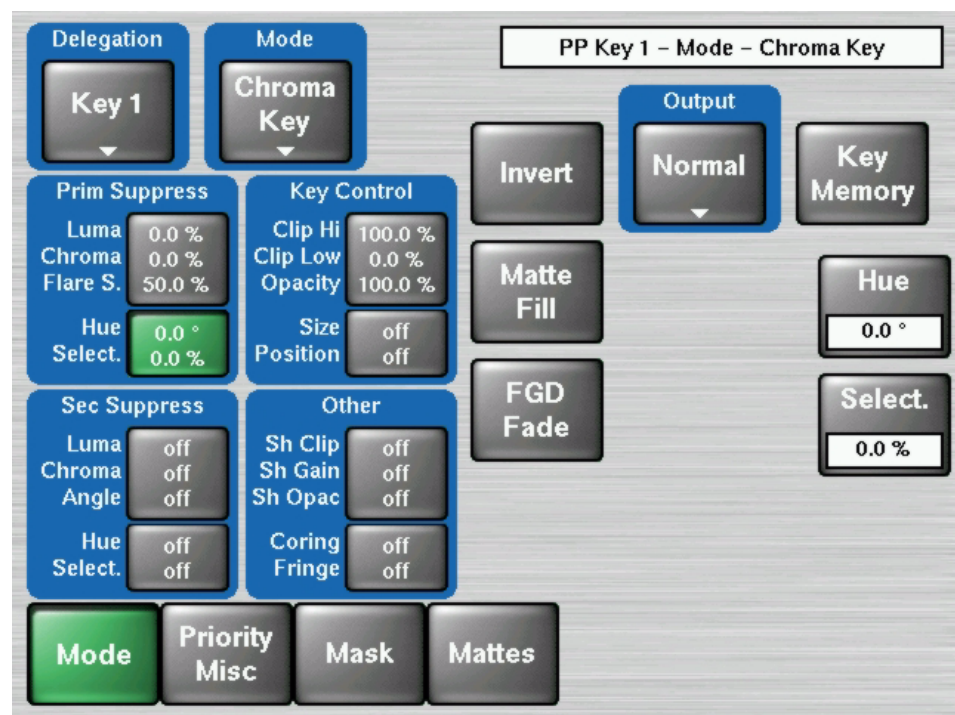 Delegation
Key 1
Mode
Chroma
Key
PP Key 1 – Mode – Chroma Key
Output
Normal
Invert
Key
Memory
Prim Suppress
Luma 0.0 %
Chroma 0.0 %
Flare S. 50.0 %
Hue 0.0 °
Select. 0.0 %
Key Control
Clip Hi 100.0 %
Clip Low 0.0 %
Opacity 100.0 %
Size off
Position off
Matte
Fill
Hue
0.0 °
FGD
Fade
Select.
0.0 %
Sec Suppress
Luma off
Chroma off
Angle off
Hue off
Select. off
Other
Sh Clip off
Sh Gain off
Sh Opac off
Coring off
Fringe off
Mode
Priority
Misc
Mask
Mattes